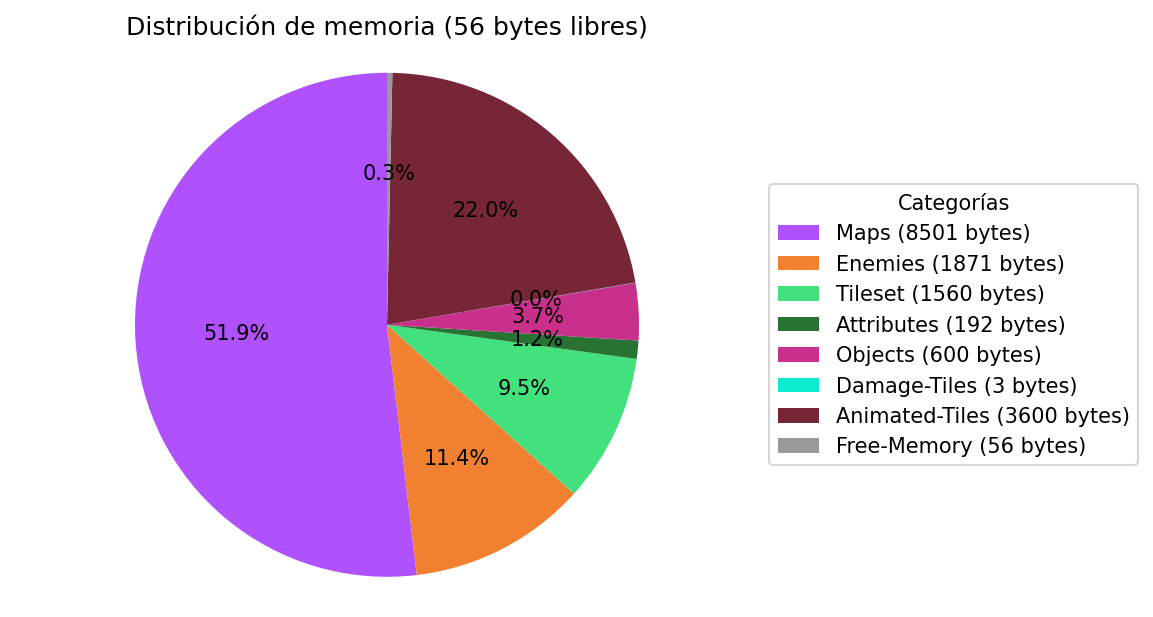 Distribución de memoria (56 bytes libres)
0.3%
22.0%
0.0%
3.7%
1.2%
51.9%
9.5%
11.4%
Categorías
Maps (8501 bytes)
Enemies (1871 bytes)
Tileset (1560 bytes)
Attributes (192 bytes)
Objects (600 bytes)
Damage-Tiles (3 bytes)
Animated-Tiles (3600 bytes)
Free-Memory (56 bytes)